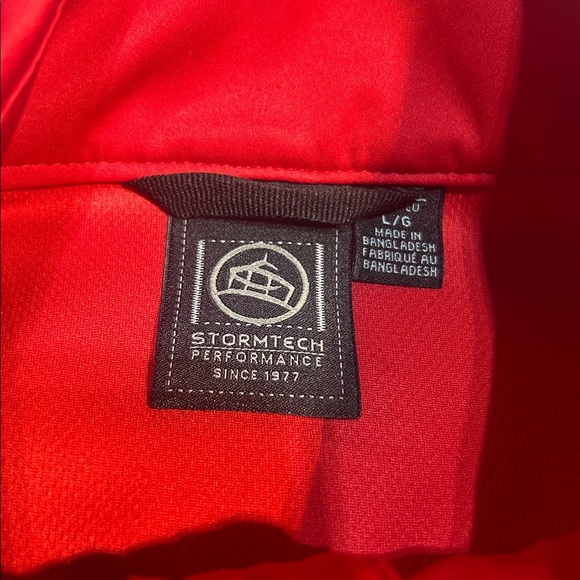 STORMTECH
PERFORMANCE
SINCE 1977
L/G
MADE IN
BANGLADESH
FABRIQUÉ AU
BANGLADESH